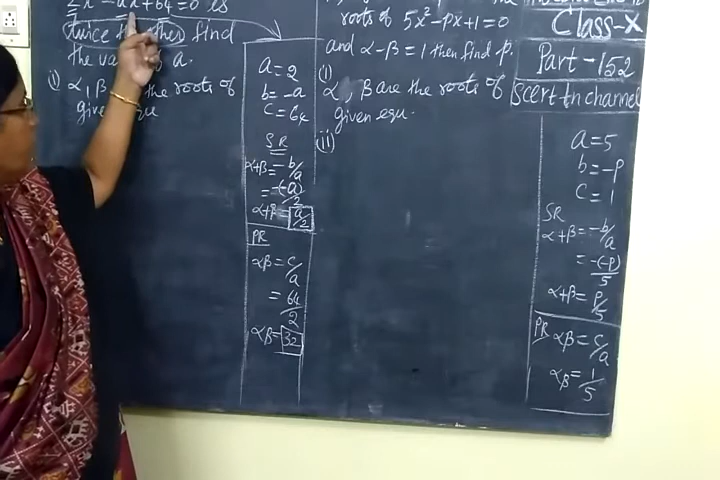 2x² - ax + 64 = 0 is
twice the other find
the value a.
(i) α, β the roots of
give equ
a = 2
b = -a
c = 64
SR
α+β = -b/a
= -(-a)/2
α+β = a/2
PR
αβ = c/a
= 64/2
αβ = 32
roots of 5x² - px + 1 = 0
and α - β = 1 then find p.
(i)
α, β are the roots of
given equ.
(ii)
Class-X
Part-152
Scert tn channel
a = 5
b = -p
c = 1
SR
α+β = -b/a
= -(-p)/5
α+β = p/5
PR αβ = c/a
αβ = 1/5